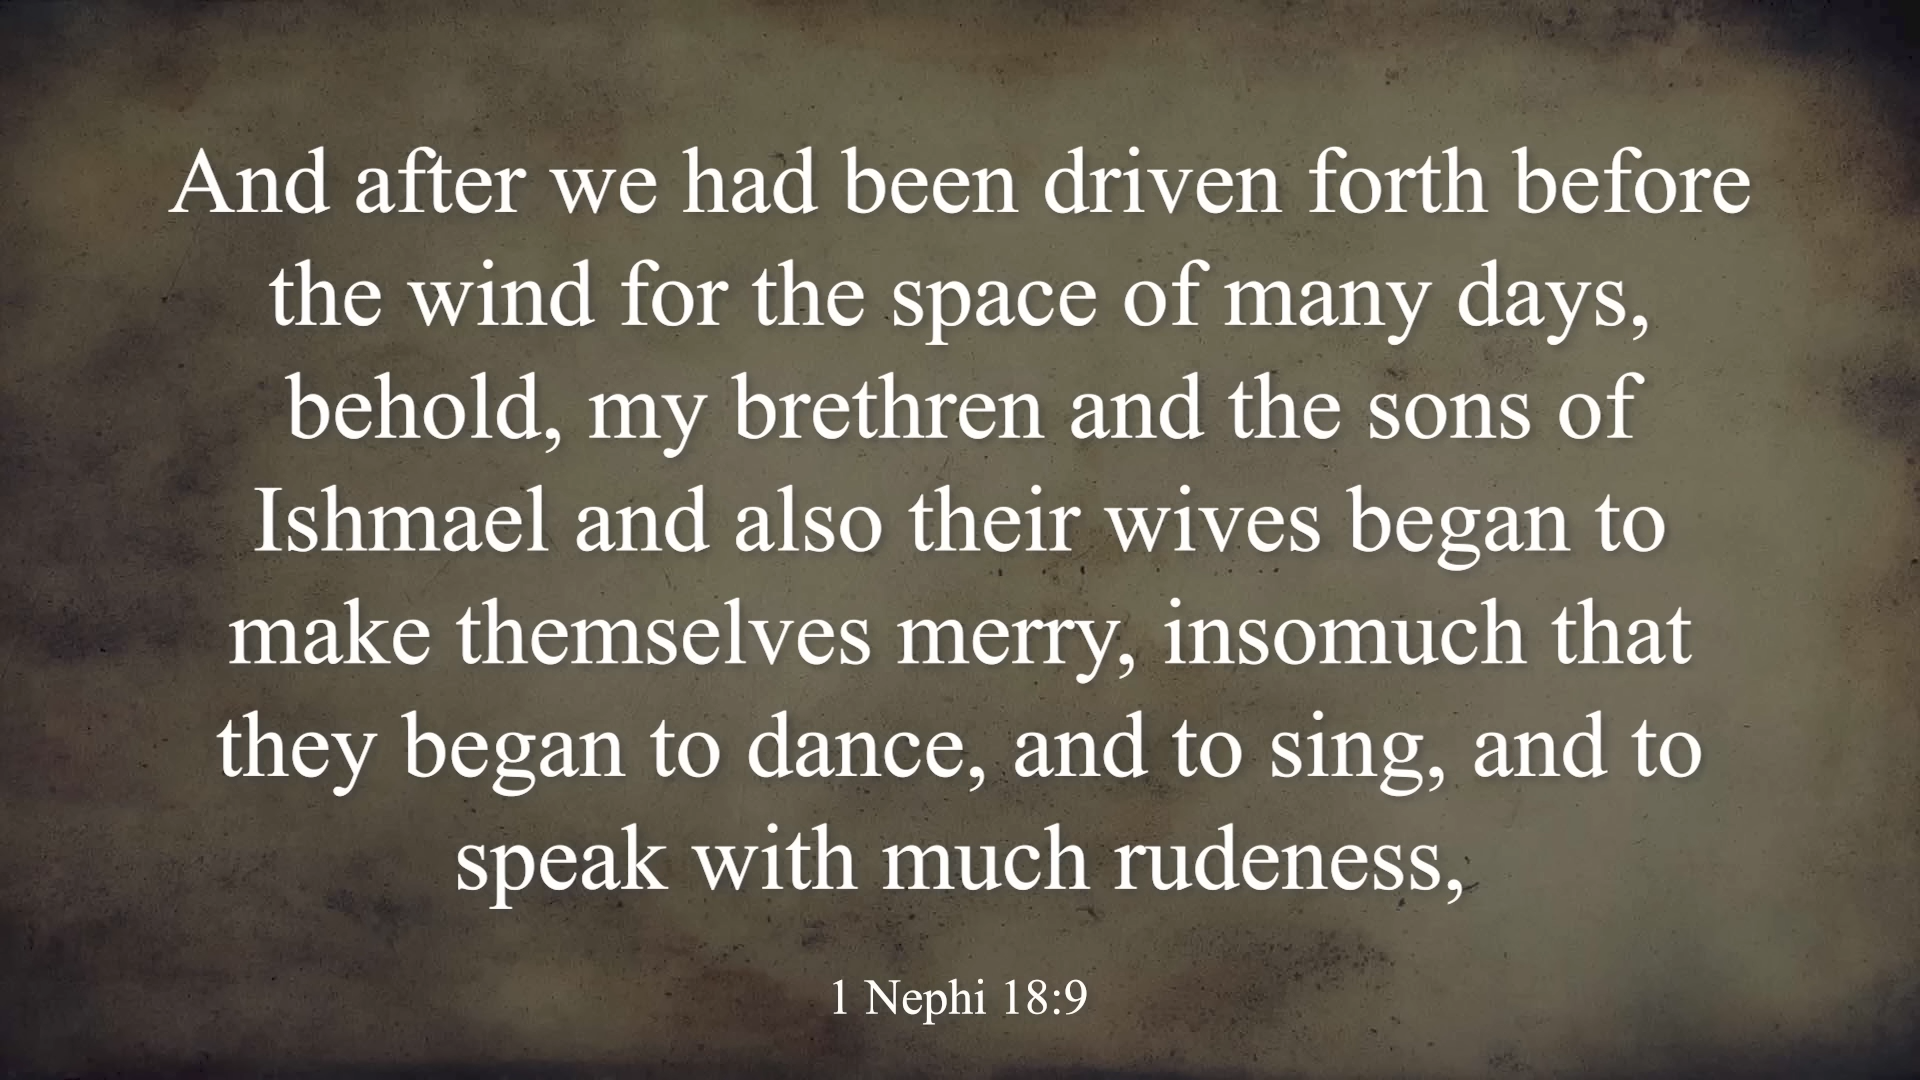 And after we had been driven forth before
the wind for the space of many days,
behold, my brethren and the sons of
Ishmael and also their wives began to
make themselves merry, insomuch that
they began to dance, and to sing, and to
speak with much rudeness,
1 Nephi 18:9